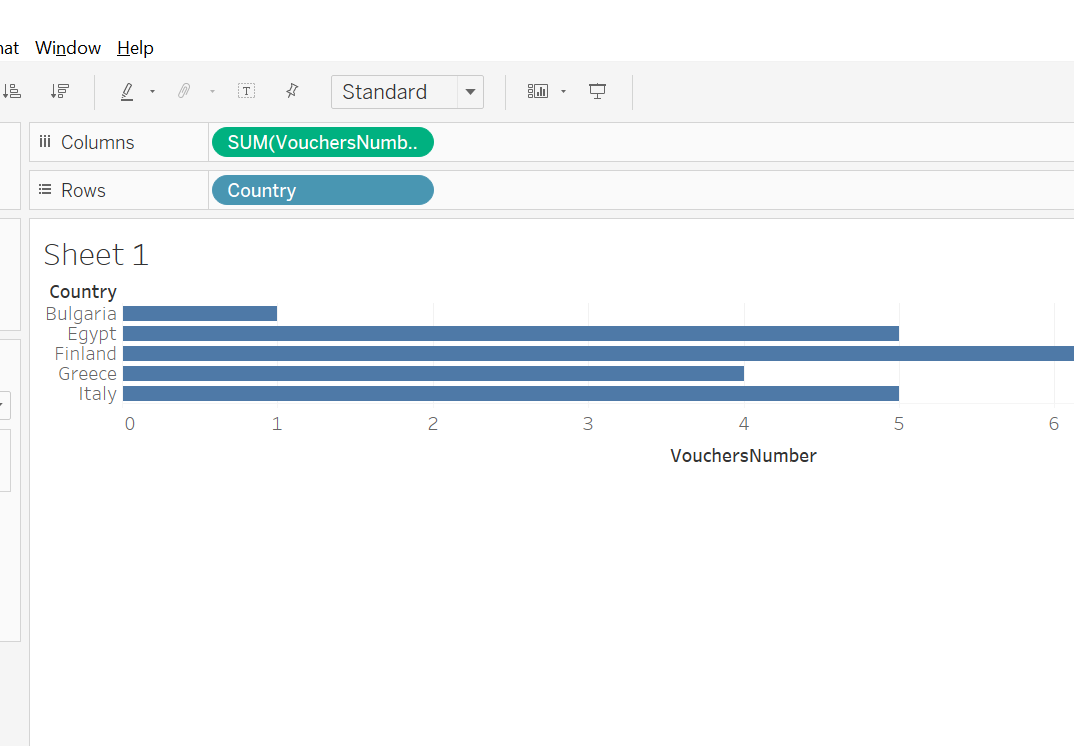 nat Window Help
T Standard
Columns SUM(VouchersNumb..
Rows Country
Sheet 1
Country
Bulgaria
Egypt
Finland
Greece
Italy
0 1 2 3 4 5 6
VouchersNumber